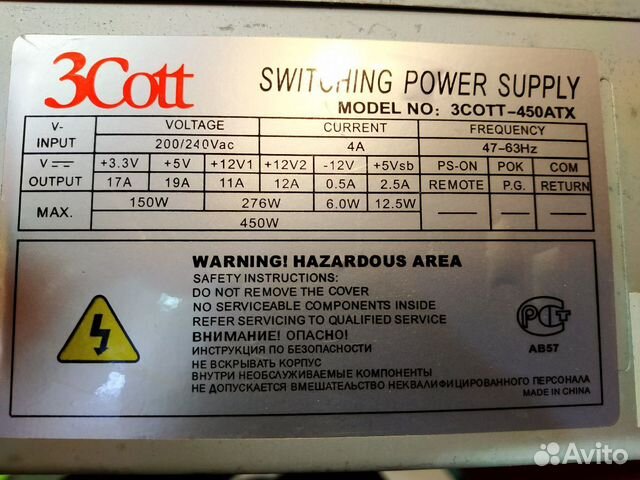 3Cott
SWITCHING POWER SUPPLY
MODEL NO: 3COTT-450ATX
V-INPUT VOLTAGE CURRENT FREQUENCY
200/240Vac 4A 47-63Hz
V +3.3V +5V +12V1 +12V2 -12V +5Vsb PS-ON POK COM
OUTPUT 17A 19A 11A 12A 0.5A 2.5A REMOTE P.G. RETURN
MAX. 150W 276W 6.0W 12.5W
450W
WARNING! HAZARDOUS AREA
SAFETY INSTRUCTIONS:
DO NOT REMOVE THE COVER
NO SERVICEABLE COMPONENTS INSIDE
REFER SERVICING TO QUALIFIED SERVICE
ВНИМАНИЕ! ОПАСНО!
ИНСТРУКЦИЯ ПО БЕЗОПАСНОСТИ
НЕ ВСКРЫВАТЬ КОРПУС
ВНУТРИ НЕОБСЛУЖИВАЕМЫЕ КОМПОНЕНТЫ
НЕ ДОПУСКАЕТСЯ ВМЕШАТЕЛЬСТВО НЕКВАЛИФИЦИРОВАННОГО ПЕРСОНАЛА
MADE IN CHINA
АВ57
Avito